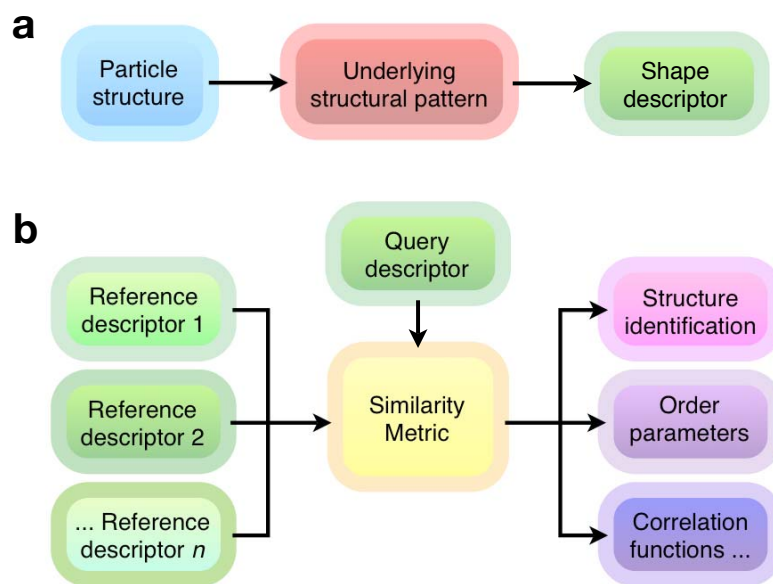 a
Particle
structure
Underlying
structural pattern
Shape
descriptor
b
Query
descriptor
Reference
descriptor 1
Reference
descriptor 2
... Reference
descriptor n
Similarity
Metric
Structure
identification
Order
parameters
Correlation
functions ...